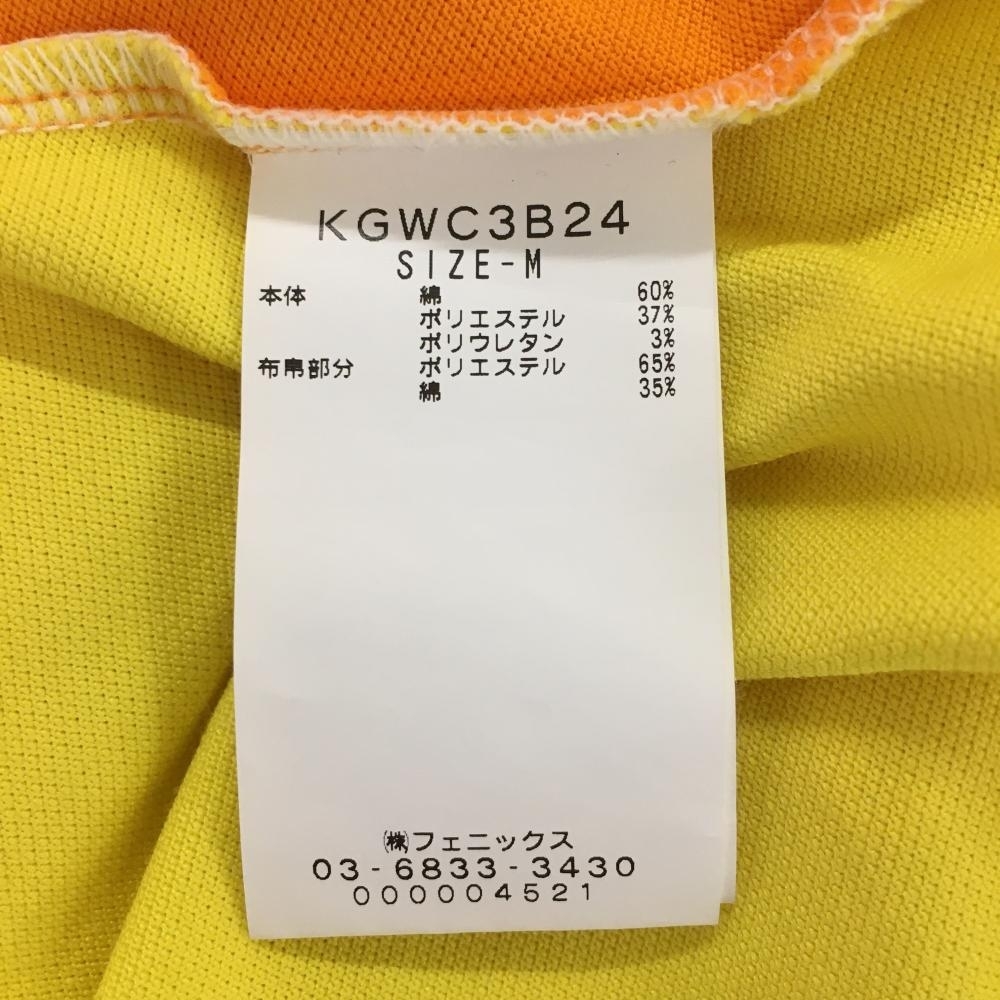 KGWC3B24
SIZE-M
本体 綿 60%
ポリエステル 37%
ポリウレタン 3%
布帛部分 ポリエステル 65%
綿 35%
㈱フェニックス
03-6833-3430
000004521